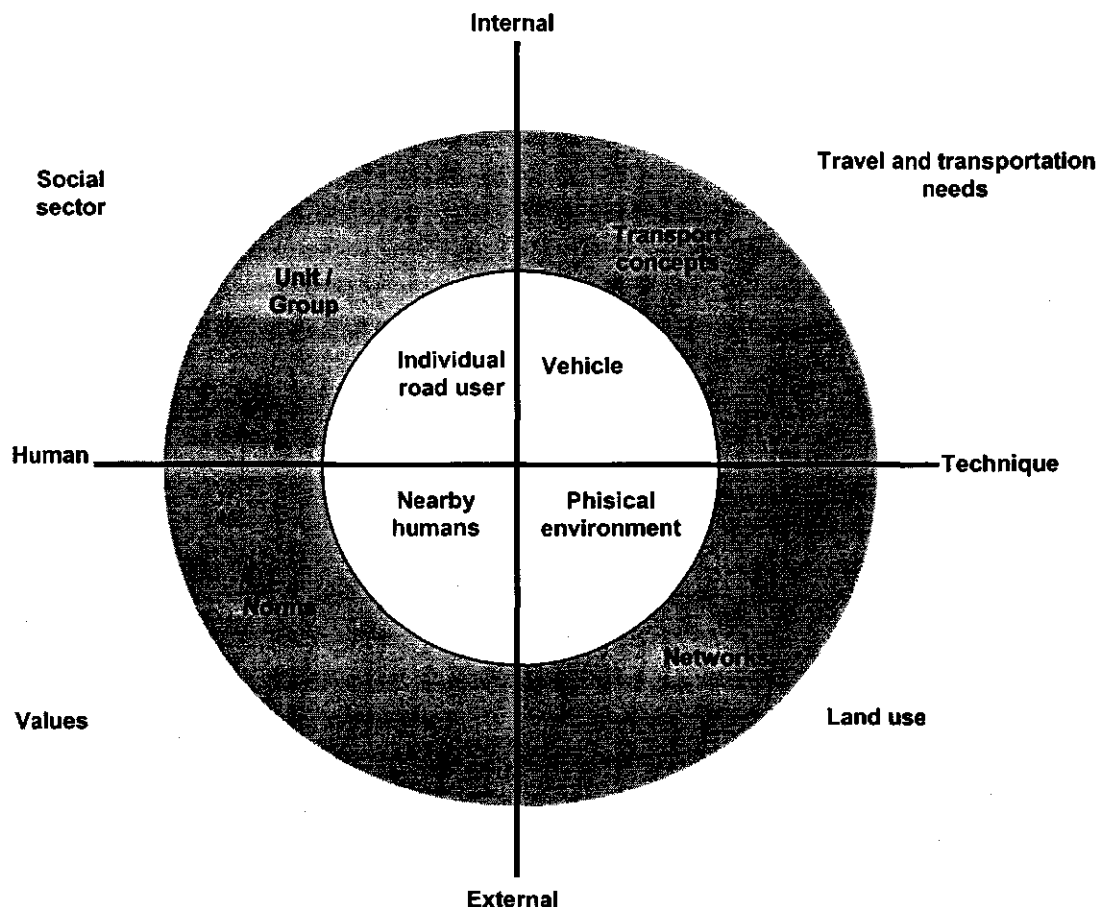 Internal
Social
sector
Travel and transportation
needs
Transport
concepts
Unit /
Group
Individual
road user
Vehicle
Human
Technique
Nearby
humans
Phisical
environment
Norms
Networks
Values
Land use
External